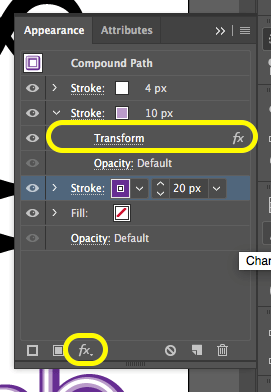 Appearance Attributes
Compound Path
Stroke: 4 px
Stroke: 10 px
Transform fx
Opacity: Default
Stroke: 20 px
Fill:
Opacity: Default
Chan
fx